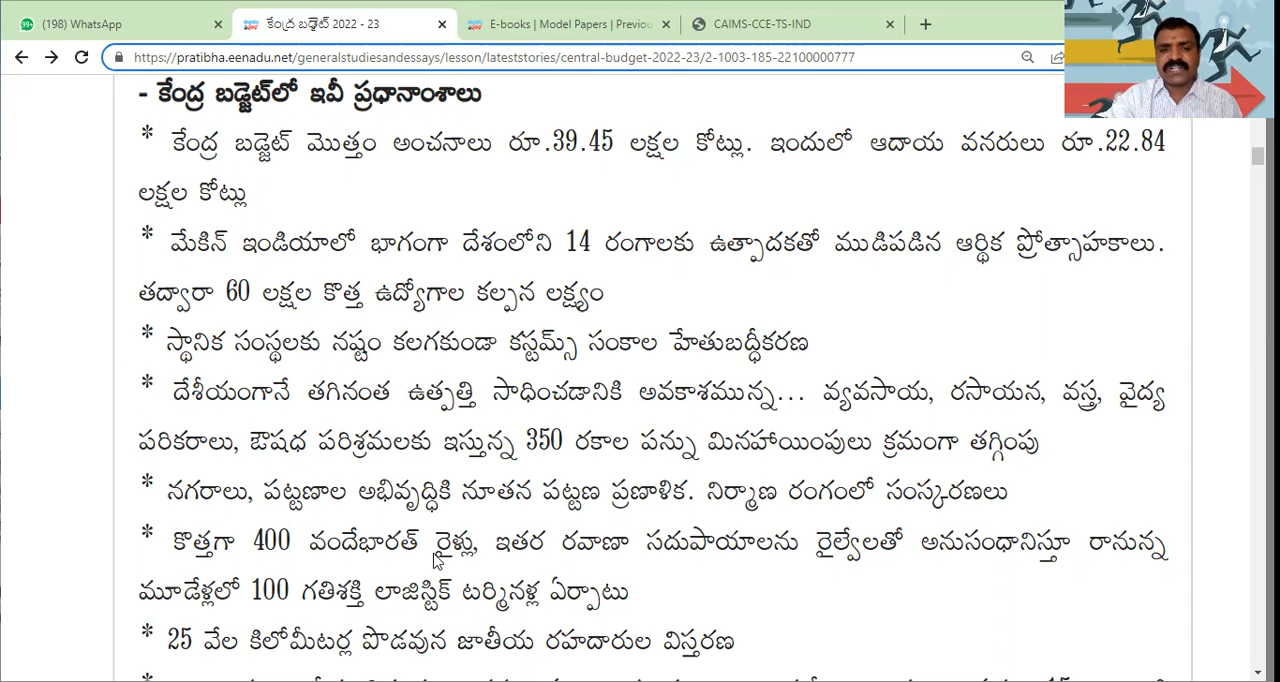 (198) WhatsApp
కేంద్ర బడ్జెట్ 2022 - 23
E-books | Model Papers | Previou
CAIMS-CCE-TS-IND
https://pratibha.eenadu.net/generalstudiesandessays/lesson/lateststories/central-budget-2022-23/2-1003-185-22100000777
- కేంద్ర బడ్జెట్‌లో ఇవీ ప్రధానాంశాలు
* కేంద్ర బడ్జెట్ మొత్తం అంచనాలు రూ.39.45 లక్షల కోట్లు. ఇందులో ఆదాయ వనరులు రూ.22.84
లక్షల కోట్లు
* మేకిన్ ఇండియాలో భాగంగా దేశంలోని 14 రంగాలకు ఉత్పాదకతో ముడిపడిన ఆర్థిక ప్రోత్సాహకాలు.
తద్వారా 60 లక్షల కొత్త ఉద్యోగాల కల్పన లక్ష్యం
* స్థానిక సంస్థలకు నష్టం కలగకుండా కస్టమ్స్ సంకాల హేతుబద్ధీకరణ
* దేశీయంగానే తగినంత ఉత్పత్తి సాధించడానికి అవకాశమున్న... వ్యవసాయ, రసాయన, వస్త్ర, వైద్య
పరికరాలు, ఔషధ పరిశ్రమలకు ఇస్తున్న 350 రకాల పన్ను మినహాయింపులు క్రమంగా తగ్గింపు
* నగరాలు, పట్టణాల అభివృద్ధికి నూతన పట్టణ ప్రణాళిక. నిర్మాణ రంగంలో సంస్కరణలు
* కొత్తగా 400 వందేభారత్ రైళ్లు, ఇతర రవాణా సదుపాయాలను రైల్వేలతో అనుసంధానిస్తూ రానున్న
మూడేళ్లలో 100 గతిశక్తి లాజిస్టిక్ టర్మినళ్ల ఏర్పాటు
* 25 వేల కిలోమీటర్ల పొడవున జాతీయ రహదారుల విస్తరణ